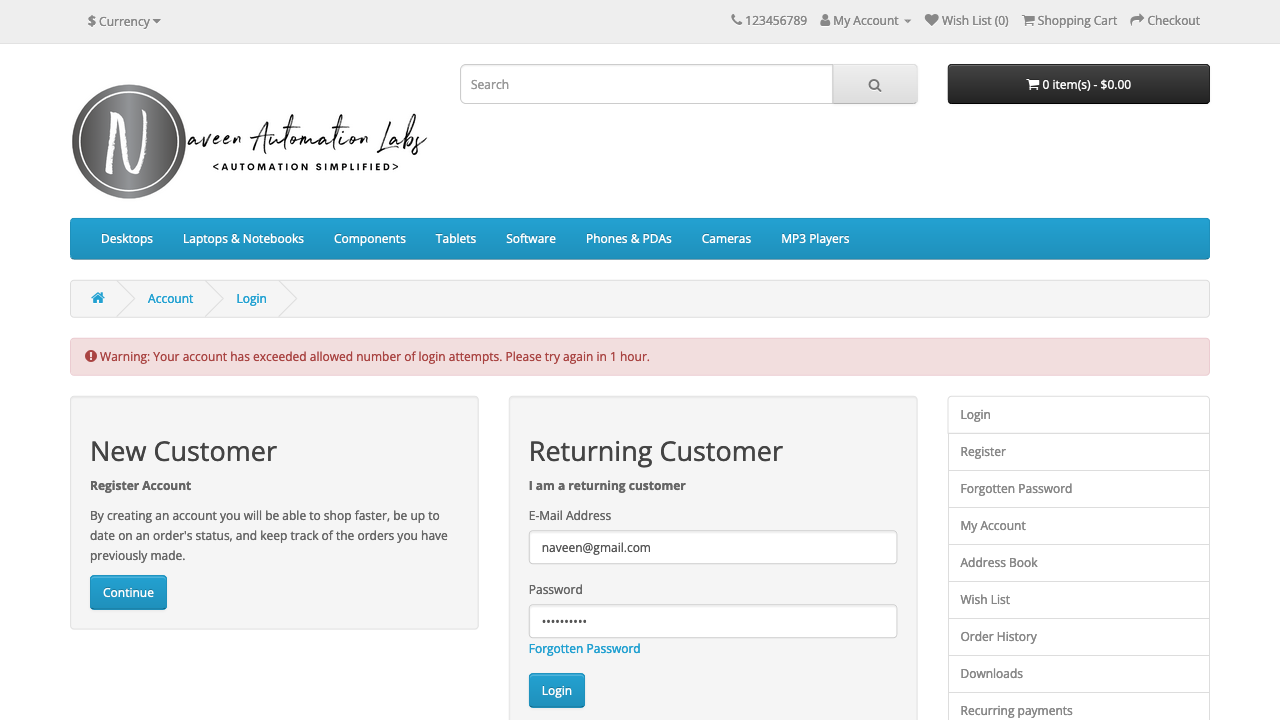 $ Currency
123456789 My Account Wish List (0) Shopping Cart Checkout
Search
0 item(s) - $0.00
N
aveen Automation Labs
<AUTOMATION SIMPLIFIED>
Desktops Laptops & Notebooks Components Tablets Software Phones & PDAs Cameras MP3 Players
Account Login
Warning: Your account has exceeded allowed number of login attempts. Please try again in 1 hour.
New Customer
Register Account
By creating an account you will be able to shop faster, be up to
date on an order's status, and keep track of the orders you have
previously made.
Continue
Returning Customer
I am a returning customer
E-Mail Address
naveen@gmail.com
Password
••••••••••
Forgotten Password
Login
Login
Register
Forgotten Password
My Account
Address Book
Wish List
Order History
Downloads
Recurring payments